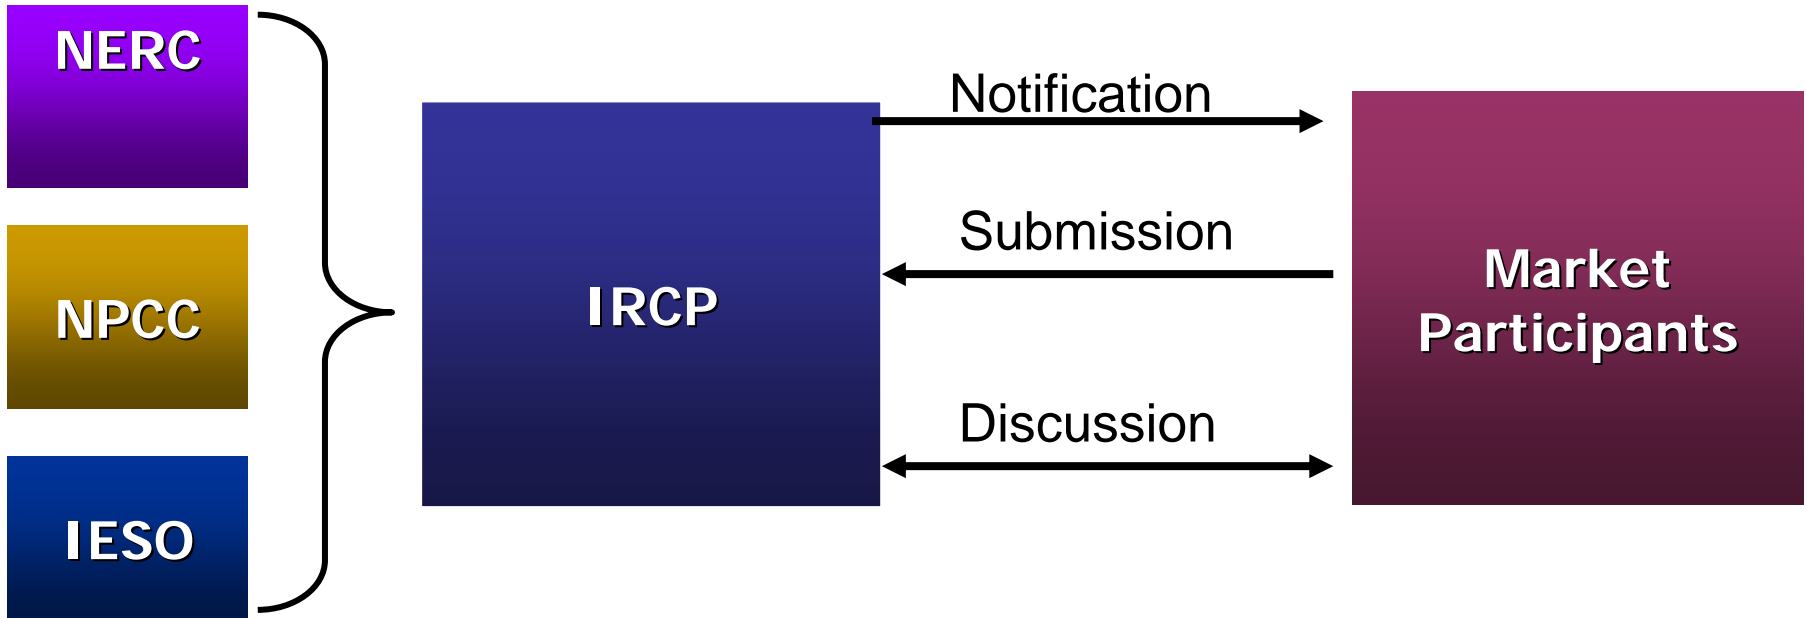 NERC
NPCC
IESO
IRCP
Notification
Submission
Discussion
Market
Participants